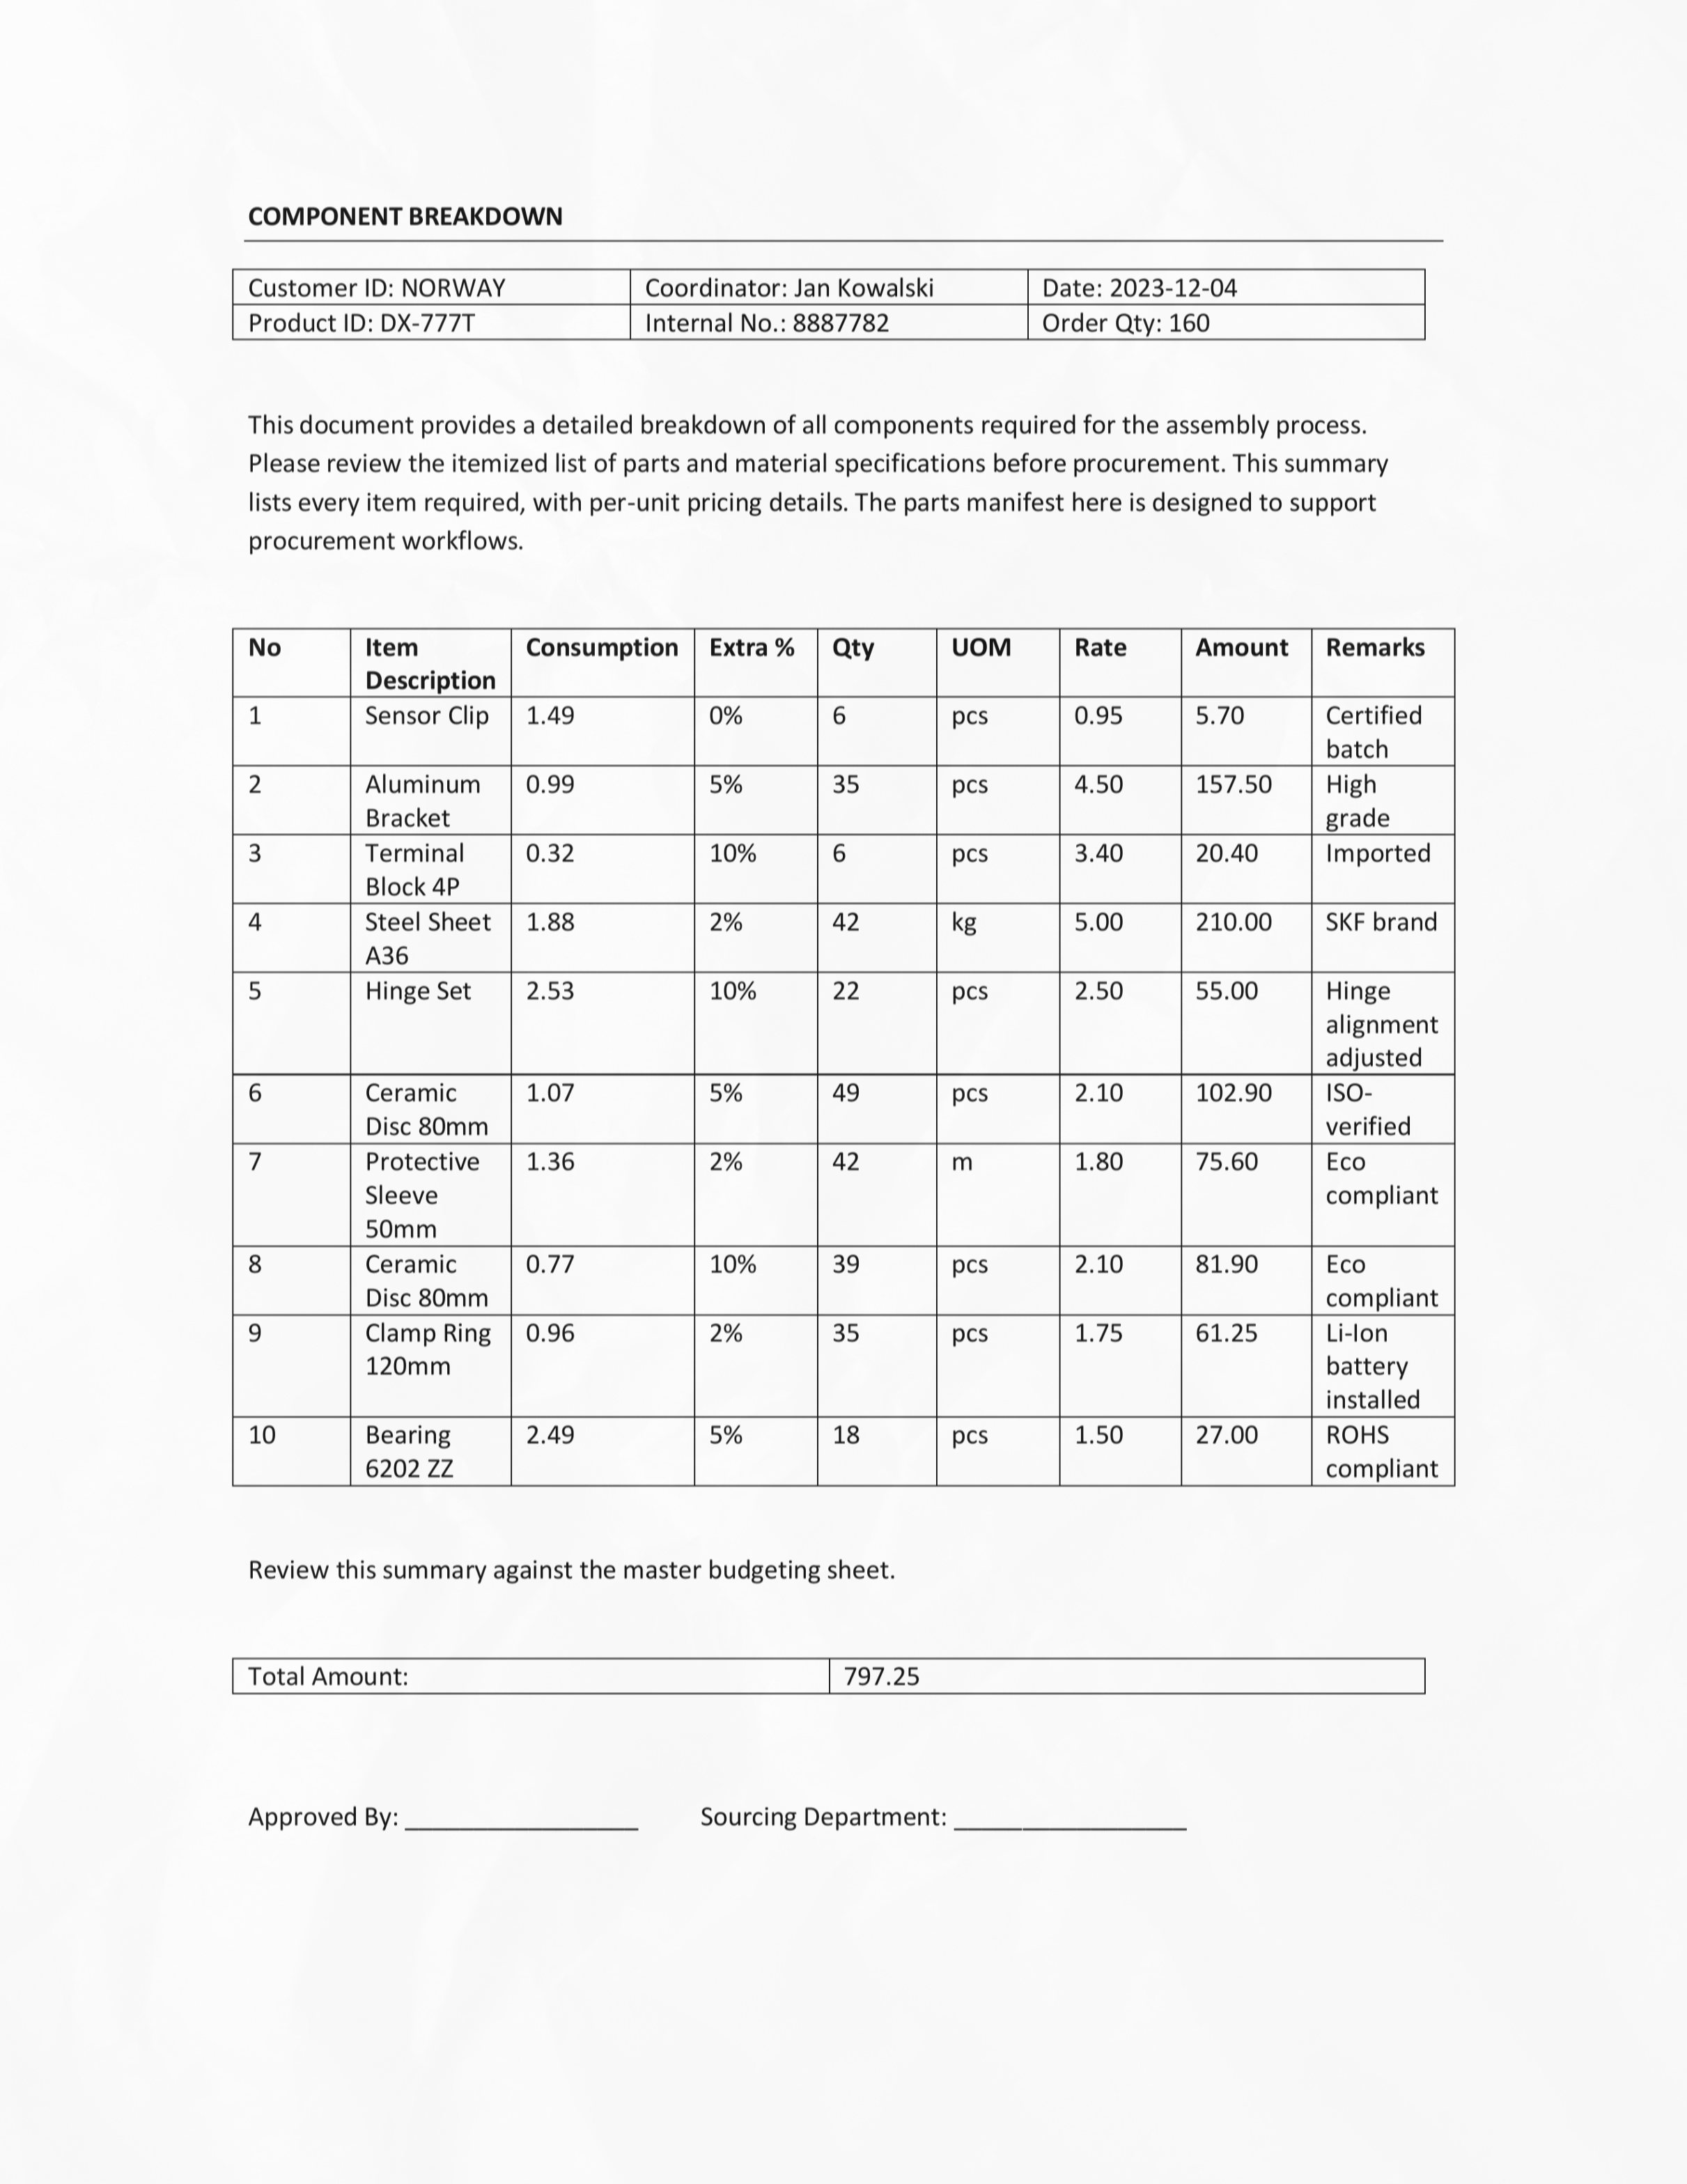 COMPONENT BREAKDOWN
Customer ID: NORWAY Coordinator: Jan Kowalski Date: 2023-12-04
Product ID: DX-777T Internal No.: 8887782 Order Qty: 160
This document provides a detailed breakdown of all components required for the assembly process.
Please review the itemized list of parts and material specifications before procurement. This summary
lists every item required, with per-unit pricing details. The parts manifest here is designed to support
procurement workflows.
No Item Consumption Extra % Qty UOM Rate Amount Remarks
Description
1 Sensor Clip 1.49 0% 6 pcs 0.95 5.70 Certified
batch
2 Aluminum 0.99 5% 35 pcs 4.50 157.50 High
Bracket grade
3 Terminal 0.32 10% 6 pcs 3.40 20.40 Imported
Block 4P
4 Steel Sheet 1.88 2% 42 kg 5.00 210.00 SKF brand
A36
5 Hinge Set 2.53 10% 22 pcs 2.50 55.00 Hinge
alignment
adjusted
6 Ceramic 1.07 5% 49 pcs 2.10 102.90 ISO-
Disc 80mm verified
7 Protective 1.36 2% 42 m 1.80 75.60 Eco
Sleeve compliant
50mm
8 Ceramic 0.77 10% 39 pcs 2.10 81.90 Eco
Disc 80mm compliant
9 Clamp Ring 0.96 2% 35 pcs 1.75 61.25 Li-Ion
120mm battery
installed
10 Bearing 2.49 5% 18 pcs 1.50 27.00 ROHS
6202 ZZ compliant
Review this summary against the master budgeting sheet.
Total Amount: 797.25
Approved By: __________________ Sourcing Department: __________________